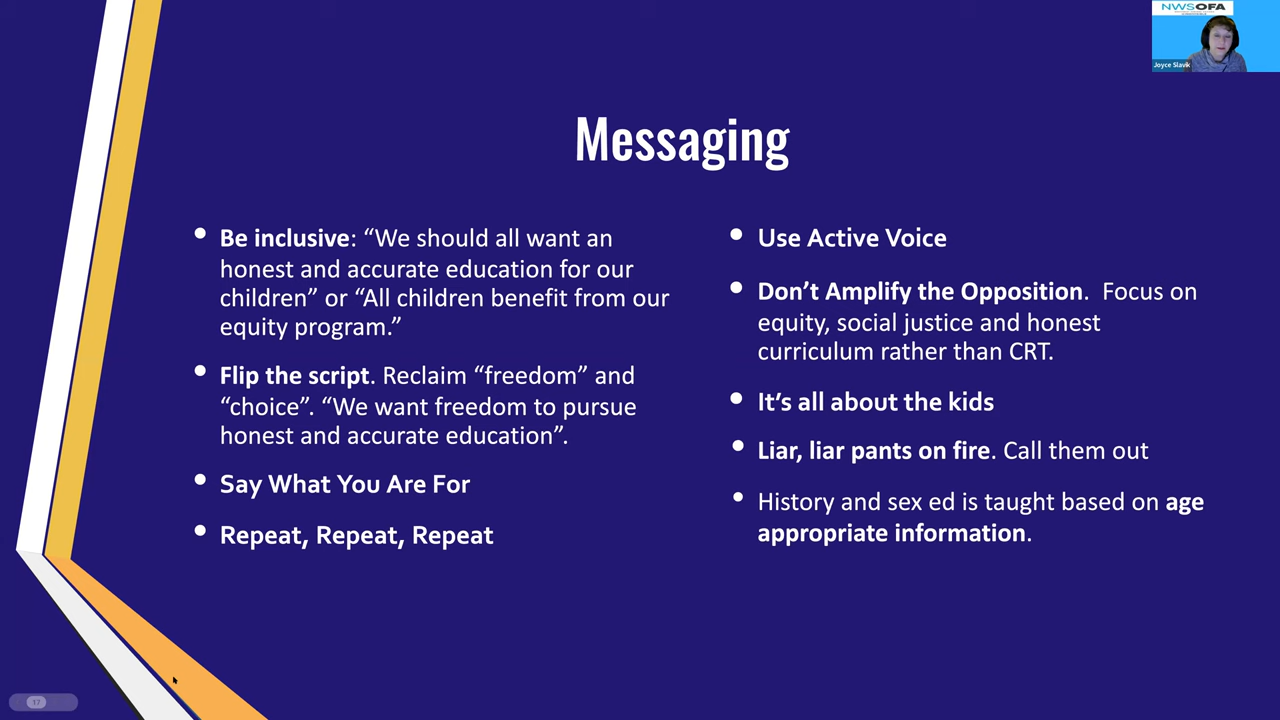 NWSOFA
Joyce Slavik
Messaging
• Be inclusive: “We should all want an
honest and accurate education for our
children” or “All children benefit from our
equity program.”
• Flip the script. Reclaim “freedom” and
“choice”. “We want freedom to pursue
honest and accurate education”.
• Say What You Are For
• Repeat, Repeat, Repeat
• Use Active Voice
• Don’t Amplify the Opposition. Focus on
equity, social justice and honest
curriculum rather than CRT.
• It’s all about the kids
• Liar, liar pants on fire. Call them out
• History and sex ed is taught based on age
appropriate information.
17